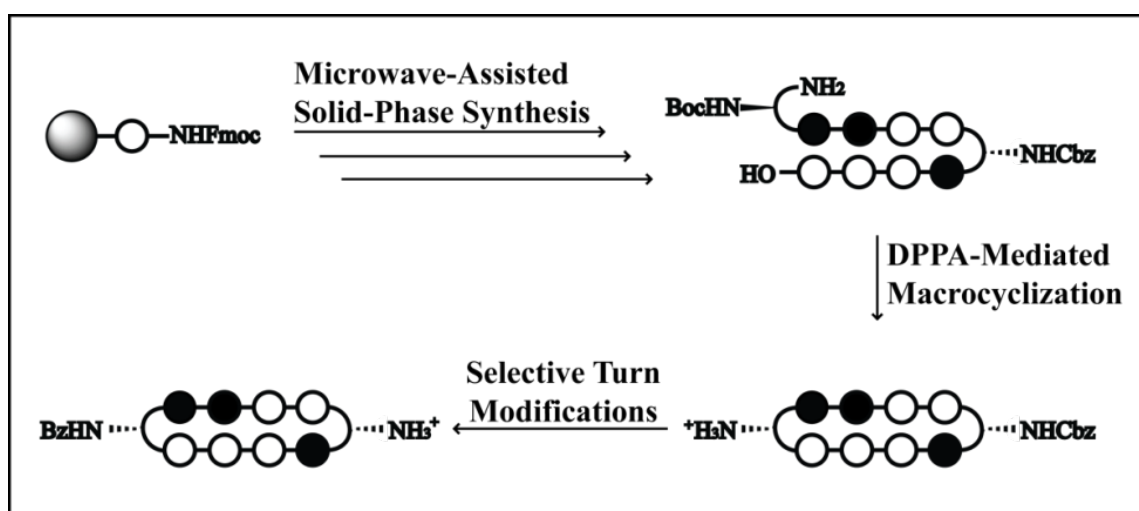 Microwave-Assisted
Solid-Phase Synthesis
NHFmoc
BocHN
NH₂
HO
NHCbz
DPPA-Mediated
Macrocyclization
Selective Turn
Modifications
BzHN
NH₃⁺
⁺H₃N
NHCbz